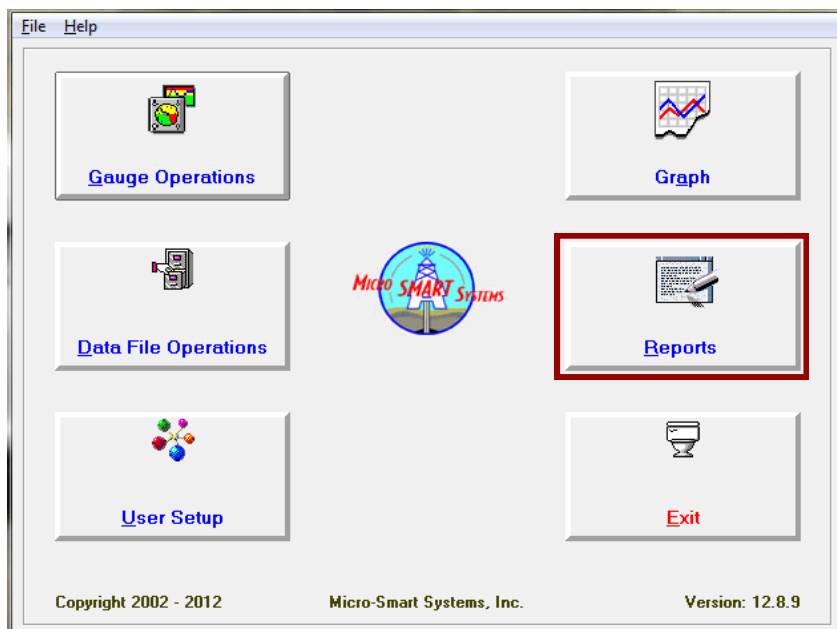 File Help
Gauge Operations
Graph
MICRO SMART SYSTEMS
Data File Operations
Reports
User Setup
Exit
Copyright 2002 - 2012 Micro-Smart Systems, Inc. Version: 12.8.9